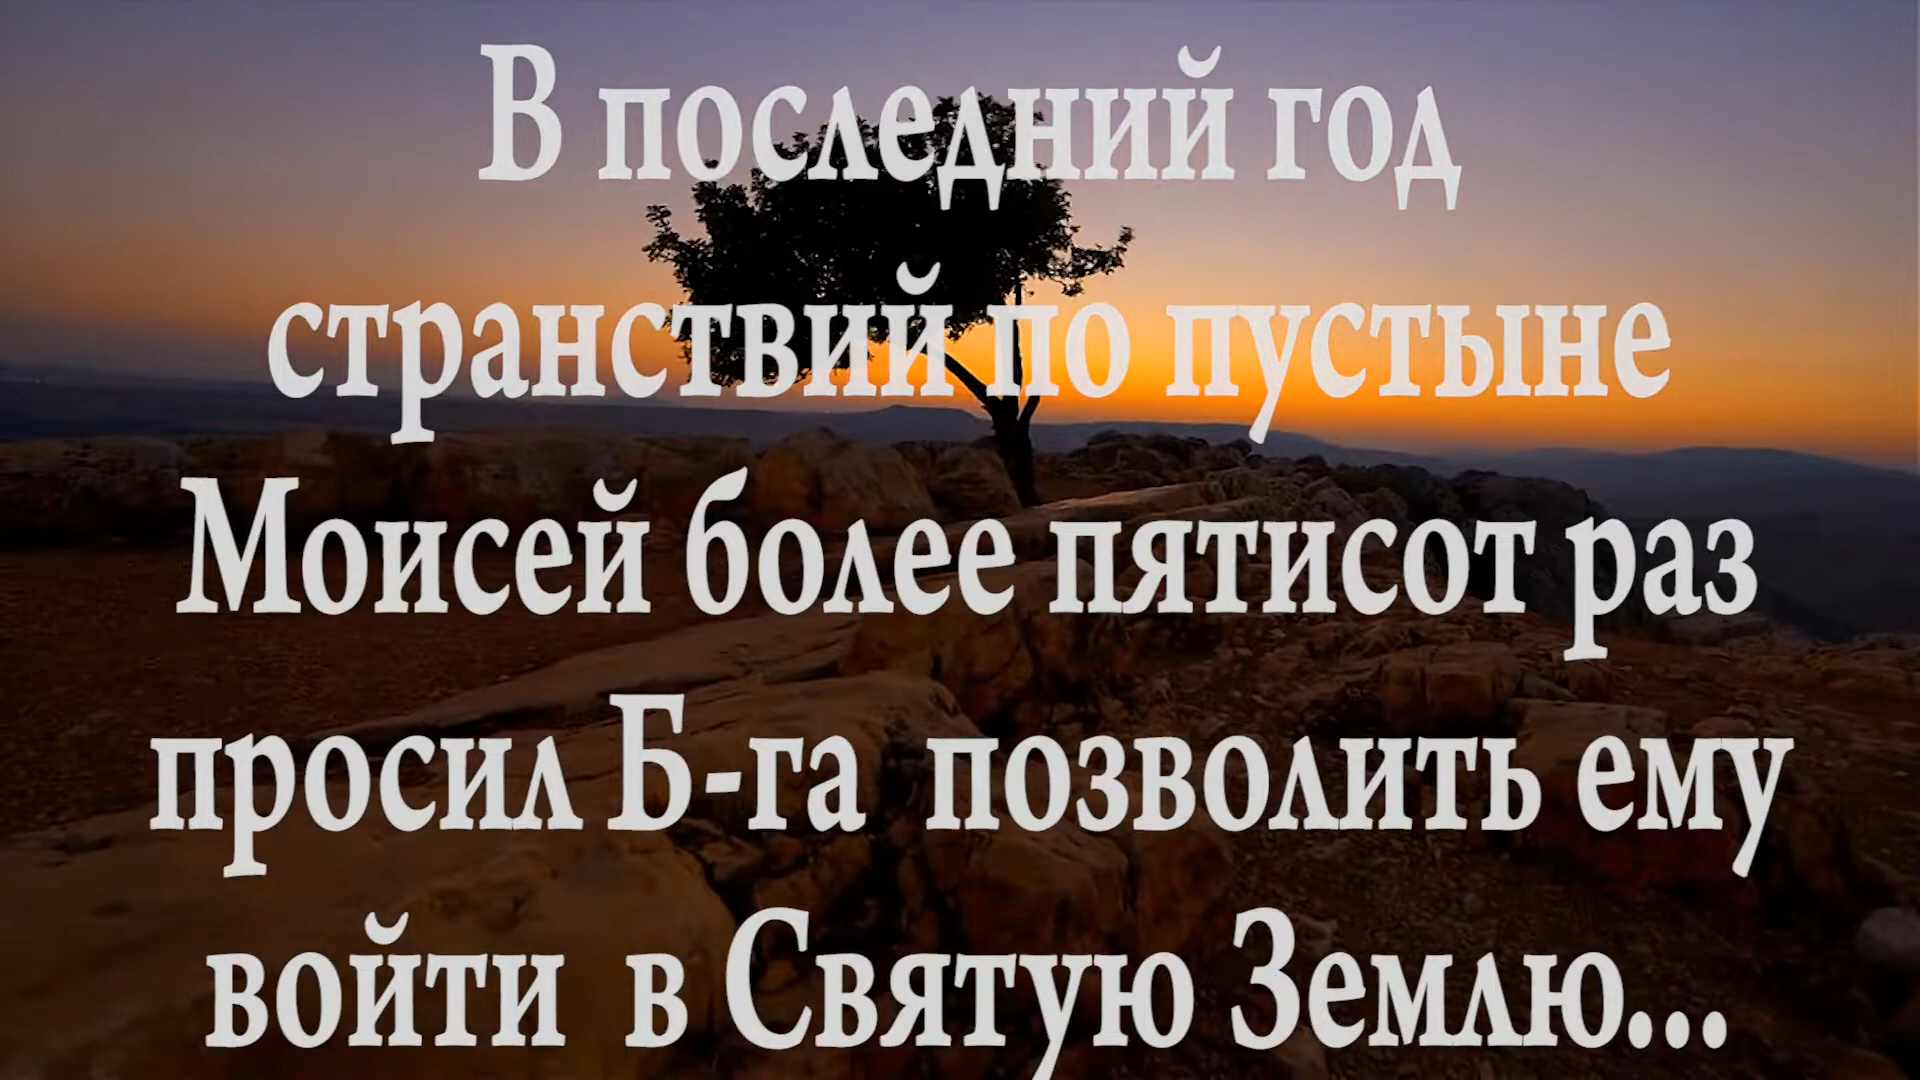 В последний год
странствий по пустыне
Моисей более пятисот раз
просил Б-га позволить ему
войти в Святую Землю...